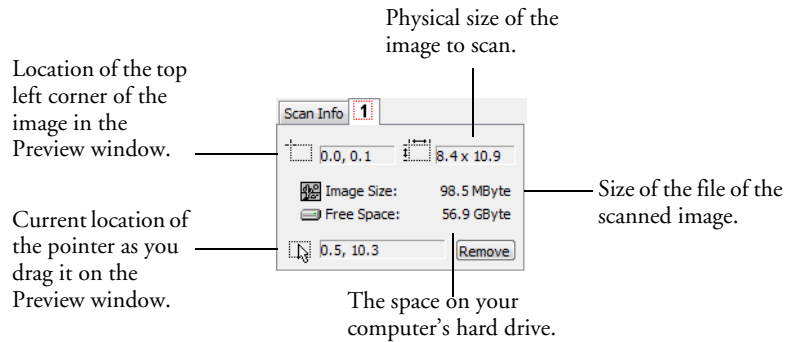 Physical size of the
image to scan.
Location of the top
left corner of the
image in the
Preview window.
Scan Info 1
0.0, 0.1 8.4 x 10.9
Image Size: 98.5 MByte
Free Space: 56.9 GByte
0.5, 10.3 Remove
Size of the file of the
scanned image.
Current location of
the pointer as you
drag it on the
Preview window.
The space on your
computer's hard drive.